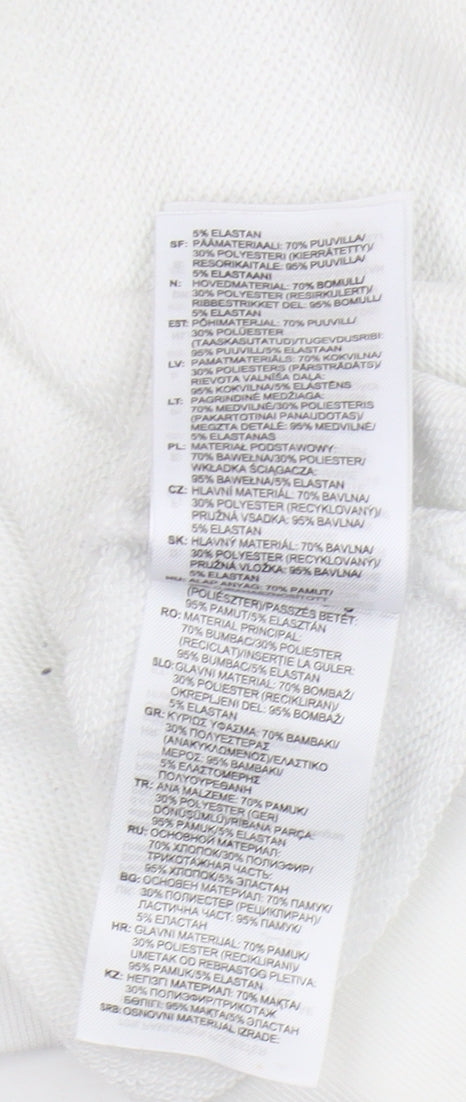 5% ELASTAN
SF: PÄÄMATERIAALI: 70% PUUVILLA/
30% POLYESTERI (KIERRÄTETTY)/
RESORIKAITALE: 95% PUUVILLA/
5% ELASTAANI
N: HOVEDMATERIAL: 70% BOMULL/
30% POLYESTER (RESIRKULERT)/
RIBBESTRIKKET DEL: 95% BOMULL/
5% ELASTAN
EST: PÕHIMATERJAL: 70% PUUVILL/
30% POLÜESTER
(TAASKASUTATUD)/TUGEVDUSRIBI:
95% PUUVILL/5% ELASTAAN
LV: PAMATMATERIĀLS: 70% KOKVILNA/
30% POLIESTERS (PĀRSTRĀDĀTS)/
RIEVOTA VALNĪŠA DAĻA:
95% KOKVILNA/5% ELASTĒNS
LT: PAGRINDINĖ MEDŽIAGA:
70% MEDVILNĖ/30% POLIESTERIS
(PAKARTOTINAI PANAUDOTAS)/
MEGZTA DETALĖ: 95% MEDVILNĖ/
5% ELASTANAS
PL: MATERIAŁ PODSTAWOWY:
70% BAWEŁNA/30% POLIESTER/
WKŁADKA ŚCIĄGACZA:
95% BAWEŁNA/5% ELASTAN
CZ: HLAVNÍ MATERIÁL: 70% BAVLNA/
30% POLYESTER (RECYKLOVANÝ)/
PRUŽNÁ VSADKA: 95% BAVLNA/
5% ELASTAN
SK: HLAVNÝ MATERIÁL: 70% BAVLNA/
30% POLYESTER (RECYKLOVANÝ)/
PRUŽNÁ VLOŽKA: 95% BAVLNA/
5% ELASTAN
HU: ALAP ANYAG: 70% PAMUT/
(POLIÉSZTER)/PASSZÉS BETÉT:
95% PAMUT/5% ELASZTÁN
RO: MATERIAL PRINCIPAL:
70% BUMBAC/30% POLIESTER
(RECICLAT)/INSERȚIE LA GULER:
95% BUMBAC/5% ELASTAN
SLO: GLAVNI MATERIAL: 70% BOMBAŽ/
30% POLIESTER (RECIKLIRAN)/
OKREPLJENI DEL: 95% BOMBAŽ/
5% ELASTAN
GR: ΚΥΡΙΩΣ ΥΦΑΣΜΑ: 70% ΒΑΜΒΑΚΙ/
30% ΠΟΛΥΕΣΤΕΡΑΣ
(ΑΝΑΚΥΚΛΩΜΕΝΟΣ)/ΕΛΑΣΤΙΚΟ
ΜΕΡΟΣ: 95% ΒΑΜΒΑΚΙ/
5% ΕΛΑΣΤΟΜΕΡΗΣ
ΠΟΛΥΟΥΡΕΘΑΝΗ
TR: ANA MALZEME: 70% PAMUK/
30% POLYESTER (GERİ
DÖNÜŞÜMLÜ)/RİBANA PARÇA:
95% PAMUK/5% ELASTAN
RU: ОСНОВНОЙ МАТЕРИАЛ:
70% ХЛОПОК/30% ПОЛИЭФИР/
ТРИКОТАЖНАЯ ЧАСТЬ:
95% ХЛОПОК/5% ЭЛАСТАН
BG: ОСНОВЕН МАТЕРИАЛ: 70% ПАМУК/
30% ПОЛИЕСТЕР (РЕЦИКЛИРАН)/
ЛАСТИЧНА ЧАСТ: 95% ПАМУК/
5% ЕЛАСТАН
HR: GLAVNI MATERIJAL: 70% PAMUK/
30% POLIESTER (RECIKLIRANI)/
UMETAK OD REBRASTOG PLETIVA:
95% PAMUK/5% ELASTAN
KZ: НЕГІЗГІ МАТЕРИАЛ: 70% МАҚТА/
30% ПОЛИЭФИР/ТРИКОТАЖ
БӨЛІГІ: 95% МАҚТА/5% ЭЛАСТАН
SRB: OSNOVNI MATERIJAL IZRADE: